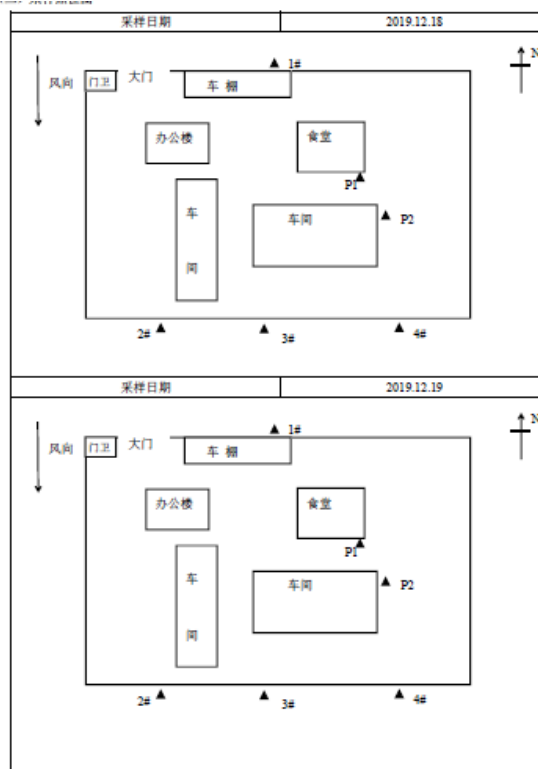 采样日期 2019.12.18
1#
N
风向 门卫 大门 车 棚
办公楼 食堂
P1
车 车间 P2
间
2# 3# 4#
采样日期 2019.12.19
1#
N
风向 门卫 大门 车 棚
办公楼 食堂
P1
车 车间 P2
间
2# 3# 4#